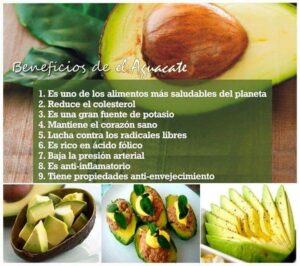 Beneficios de el Aguacate
1. Es uno de los alimentos más saludables del planeta
2. Reduce el colesterol
3. Es una gran fuente de potasio
4. Mantiene el corazón sano
5. Lucha contra los radicales libres
6. Es rico en ácido fólico
7. Baja la presión arterial
8. Es anti-inflamatorio
9. Tiene propiedades anti-envejecimiento